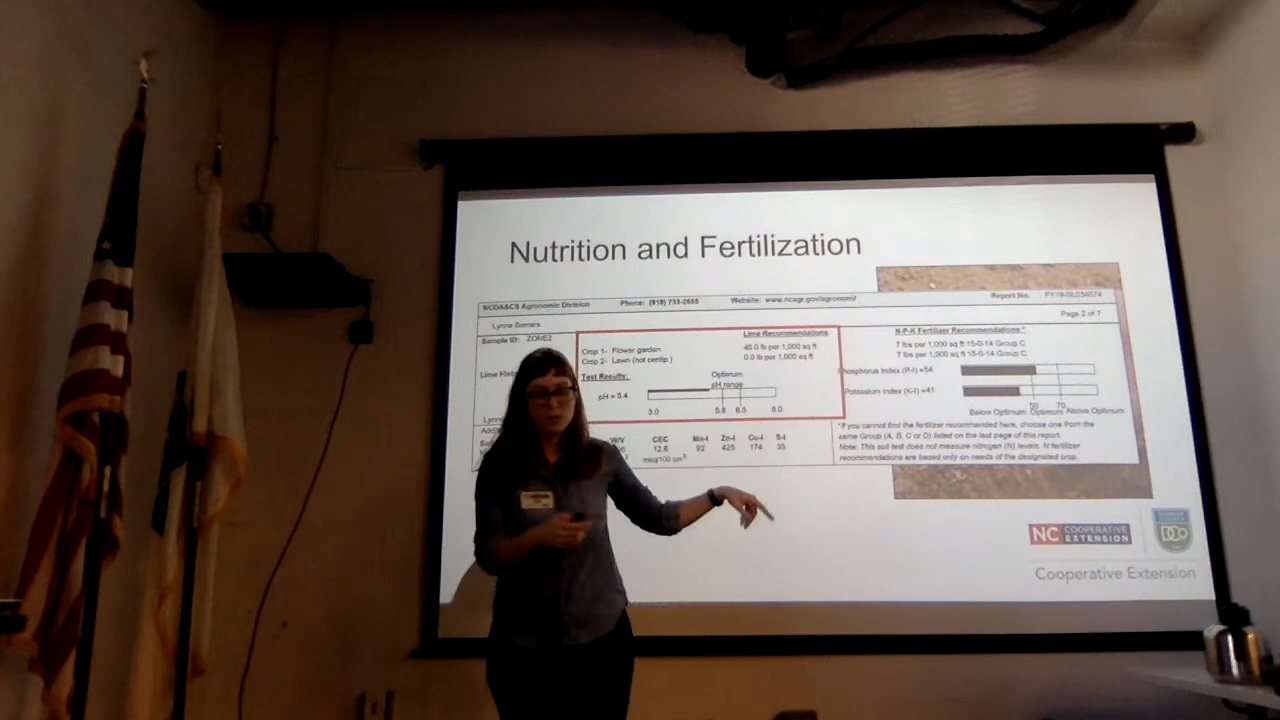 Nutrition and Fertilization
NCDA&CS Agronomic Division Phone: (919) 733-2655 Website: www.ncagr.gov/agronomi/ Report No.
Page 2 of 7
Sample ID: ZONE2
Lime Recommendations
Crop 1- Flower garden 40.0 lb per 1,000 sq ft
Crop 2- Lawn (not centip.) 0.0 lb per 1,000 sq ft
Test Results:
Optimum
pH range
pH = 5.4
3.0 6.5 8.0
N-P-K Fertilizer Recommendations *
7 lbs per 1,000 sq ft 15-0-14 Group C
7 lbs per 1,000 sq ft 15-0-14 Group C
Phosphorus Index (P-I) =54
Potassium Index (K-I) =41
50 70
Below Optimum Optimum Above Optimum
CEC Mn-I Zn-I Cu-I S-I
12.6 92 425 174 35
meq/100 cm3
*If you cannot find the fertilizer recommended here, choose one from the
same Group (A, B, C or D) listed on the last page of this report.
Note: This soil test does not measure nitrogen (N) levels. N fertilizer
recommendations are based only on needs of the designated crop.
NC COOPERATIVE
EXTENSION
DCo
Cooperative Extension